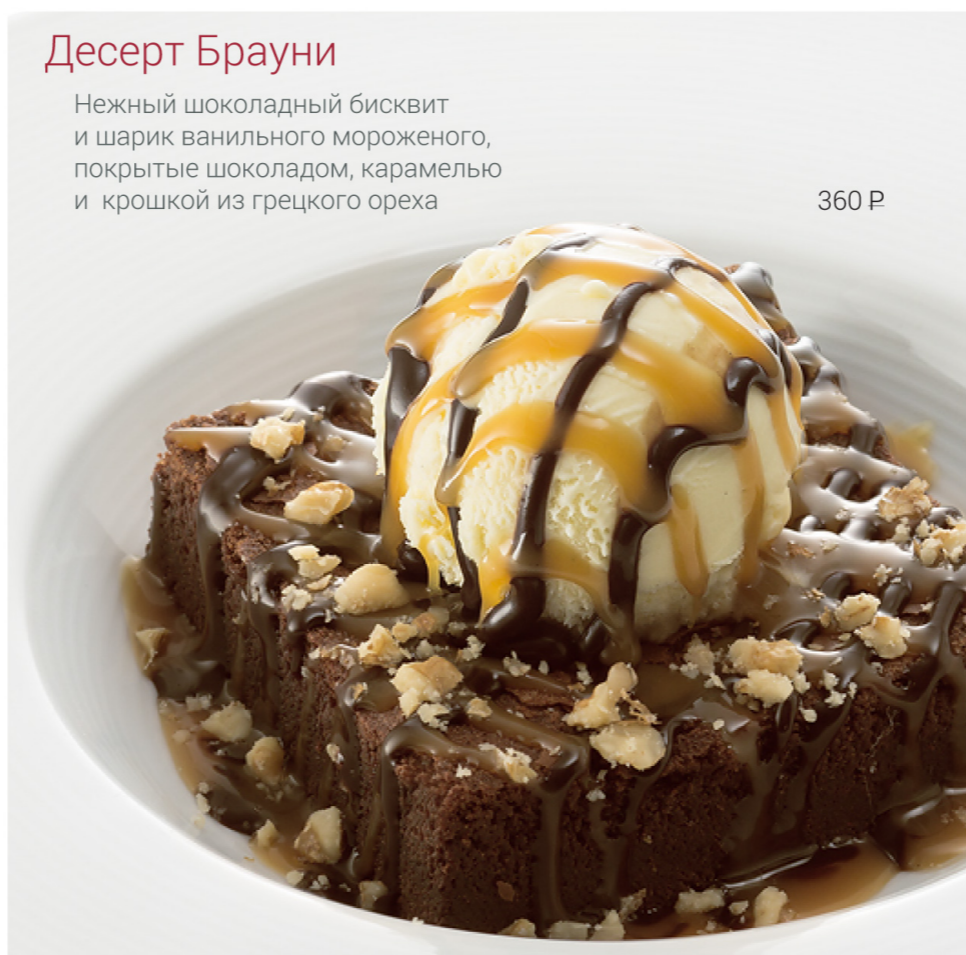 Десерт Брауни
Нежный шоколадный бисквит
и шарик ванильного мороженого,
покрытые шоколадом, карамелью
и крошкой из грецкого ореха
360 ₽